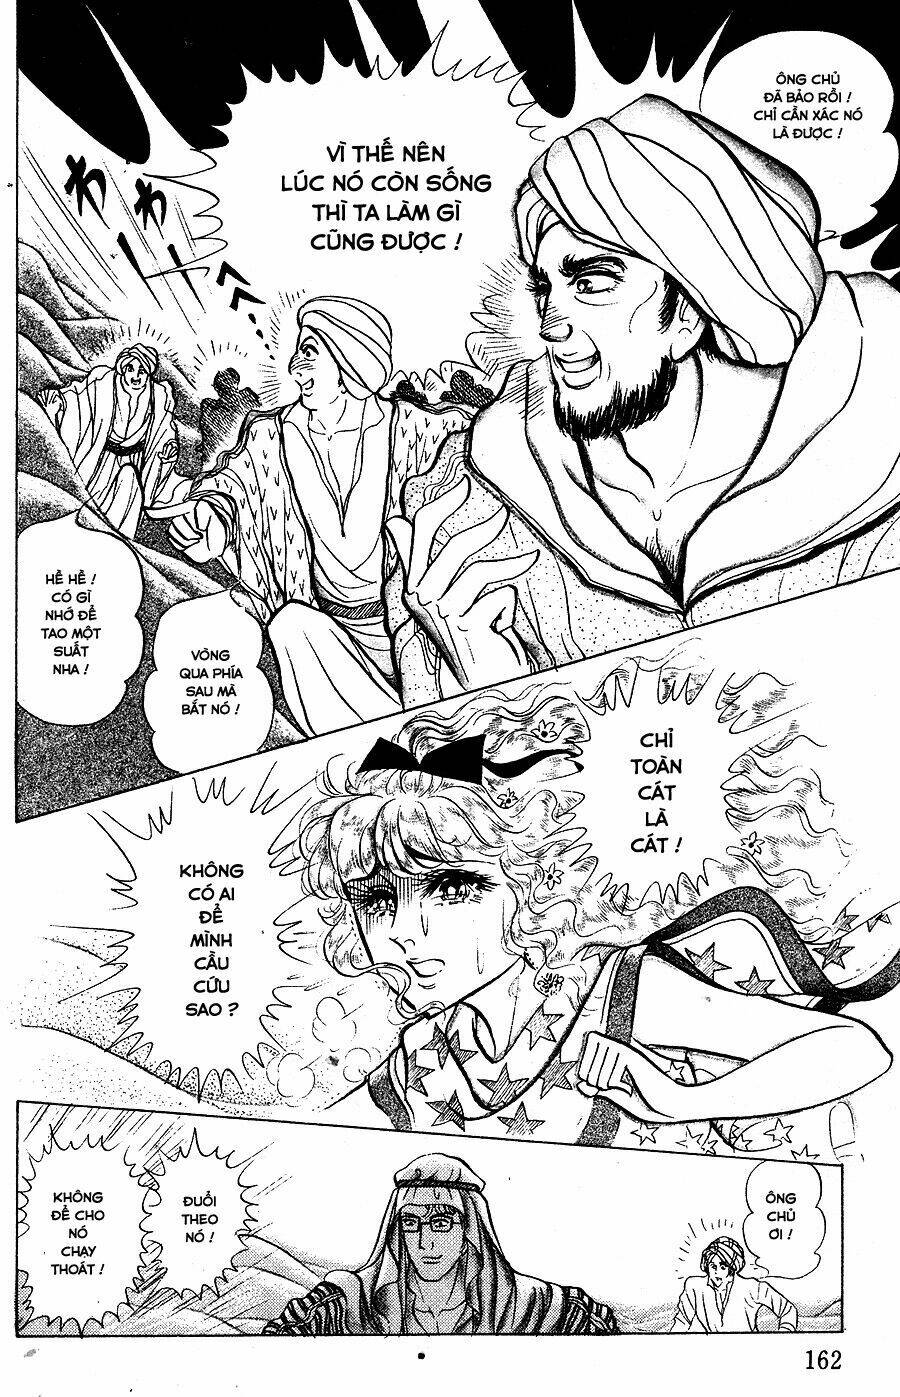 ÔNG CHỦ
ĐÃ BẢO RỒI !
CHỈ CẦN XÁC NÓ
LÀ ĐƯỢC !
VÌ THẾ NÊN
LÚC NÓ CÒN SỐNG
THÌ TA LÀM GÌ
CŨNG ĐƯỢC !
わ
わ
ー
ー
HỀ HỀ !
CÓ GÌ
NHỚ ĐỂ
TAO MỘT
SUẤT
NHA !
VÒNG
QUA PHÍA
SAU MÀ
BẮT NÓ !
CHỈ
TOÀN
CÁT
LÀ
CÁT !
KHÔNG
CÓ AI
ĐỂ
MÌNH
CẦU
CỨU
SAO ?
ÔNG
CHỦ
ƠI !
ĐUỔI
THEO
NÓ !
KHÔNG
ĐỂ CHO
NÓ
CHẠY
THOÁT !
162